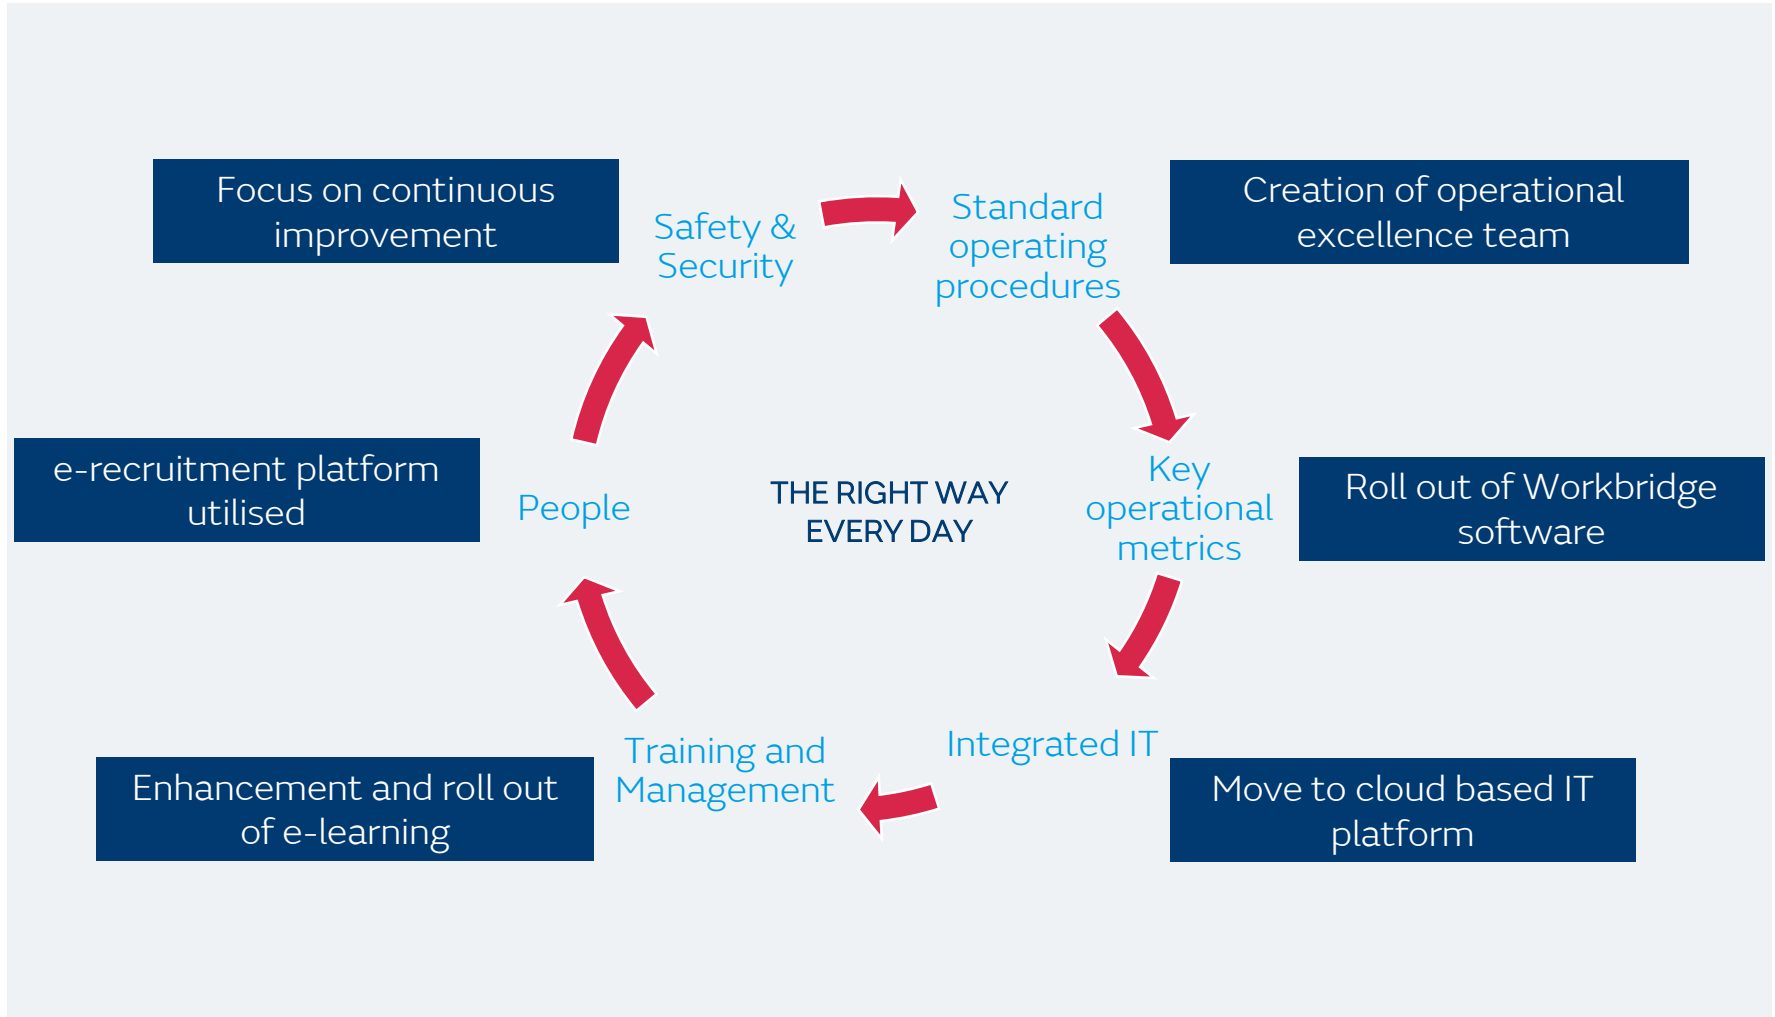 Focus on continuous
improvement
Safety &
Security
Standard
operating
procedures
Creation of operational
excellence team
e-recruitment platform
utilised
People
THE RIGHT WAY
EVERY DAY
Key
operational
metrics
Roll out of Workbridge
software
Enhancement and roll out
of e-learning
Training and
Management
Integrated IT
Move to cloud based IT
platform